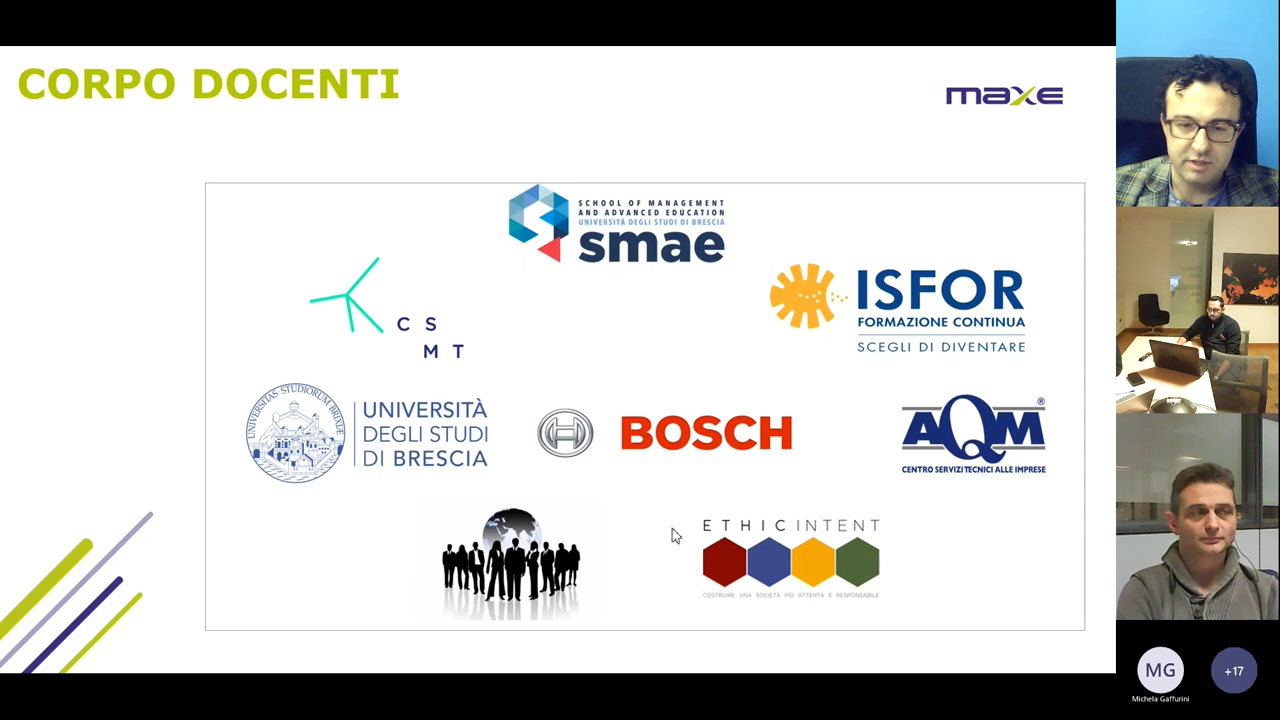 CORPO DOCENTI
maxe
SCHOOL OF MANAGEMENT
AND ADVANCED EDUCATION
UNIVERSITÀ DEGLI STUDI DI BRESCIA
smae
C S
M T
ISFOR
FORMAZIONE CONTINUA
SCEGLI DI DIVENTARE
UNIVERSITÀ
DEGLI STUDI
DI BRESCIA
BOSCH
AQM®
CENTRO SERVIZI TECNICI ALLE IMPRESE
ETHICINTENT
COSTRUIRE UNA SOCIETÀ PIÙ ATTENTA E RESPONSABILE
MG
+17
Michela Gaffurini